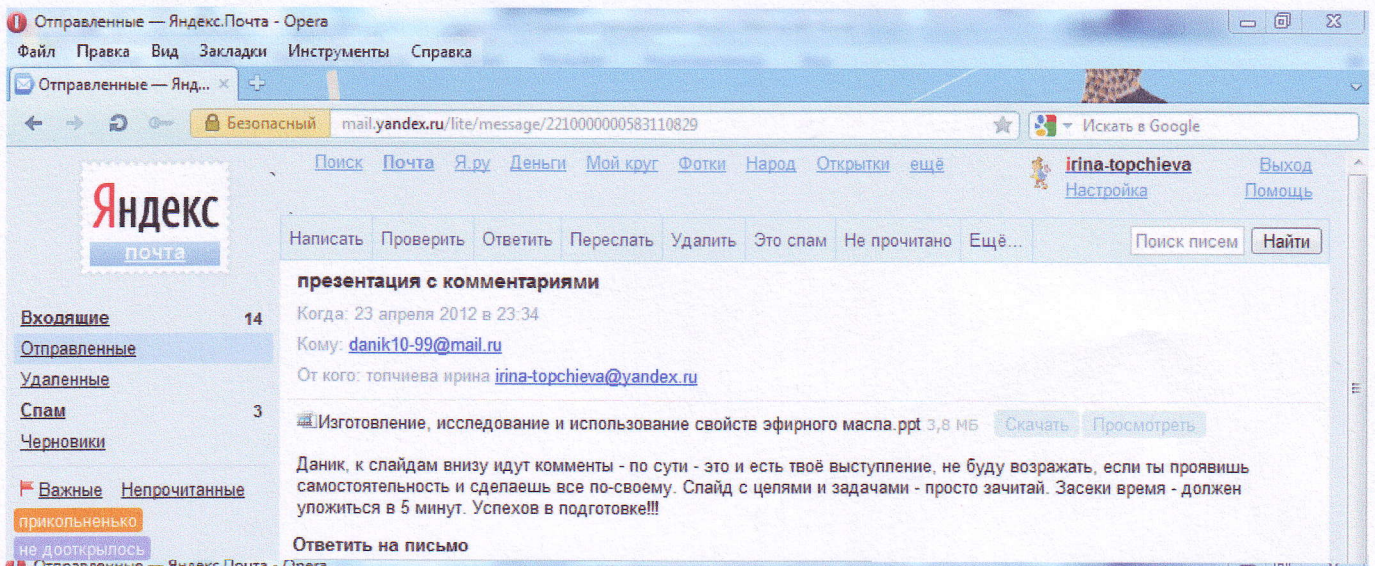 Отправленные — Яндекс.Почта - Opera
Файл Правка Вид Закладки Инструменты Справка
Отправленные — Янд...
Безопасный mail.yandex.ru/lite/message/2210000000583110829 Искать в Google
Поиск Почта Я.ру Деньги Мой круг Фотки Народ Открытки ещё irina-topchieva Выход
Настройка Помощь
Яндекс
почта
Написать Проверить Ответить Переслать Удалить Это спам Не прочитано Ещё... Поиск писем Найти
презентация с комментариями
Когда: 23 апреля 2012 в 23:34
Кому: danik10-99@mail.ru
От кого: топчиева ирина irina-topchieva@yandex.ru
Входящие 14
Отправленные
Удаленные
Спам 3
Черновики
Важные Непрочитанные
прикольненько
не дооткрылось
Изготовление, исследование и использование свойств эфирного масла.ppt 3,8 МБ Скачать Просмотреть
Даник, к слайдам внизу идут комменты - по сути - это и есть твоё выступление, не буду возражать, если ты проявишь
самостоятельность и сделаешь все по-своему. Слайд с целями и задачами - просто зачитай. Засеки время - должен
уложиться в 5 минут. Успехов в подготовке!!!
Ответить на письмо
Отправленные — Яндекс.Почта - Opera